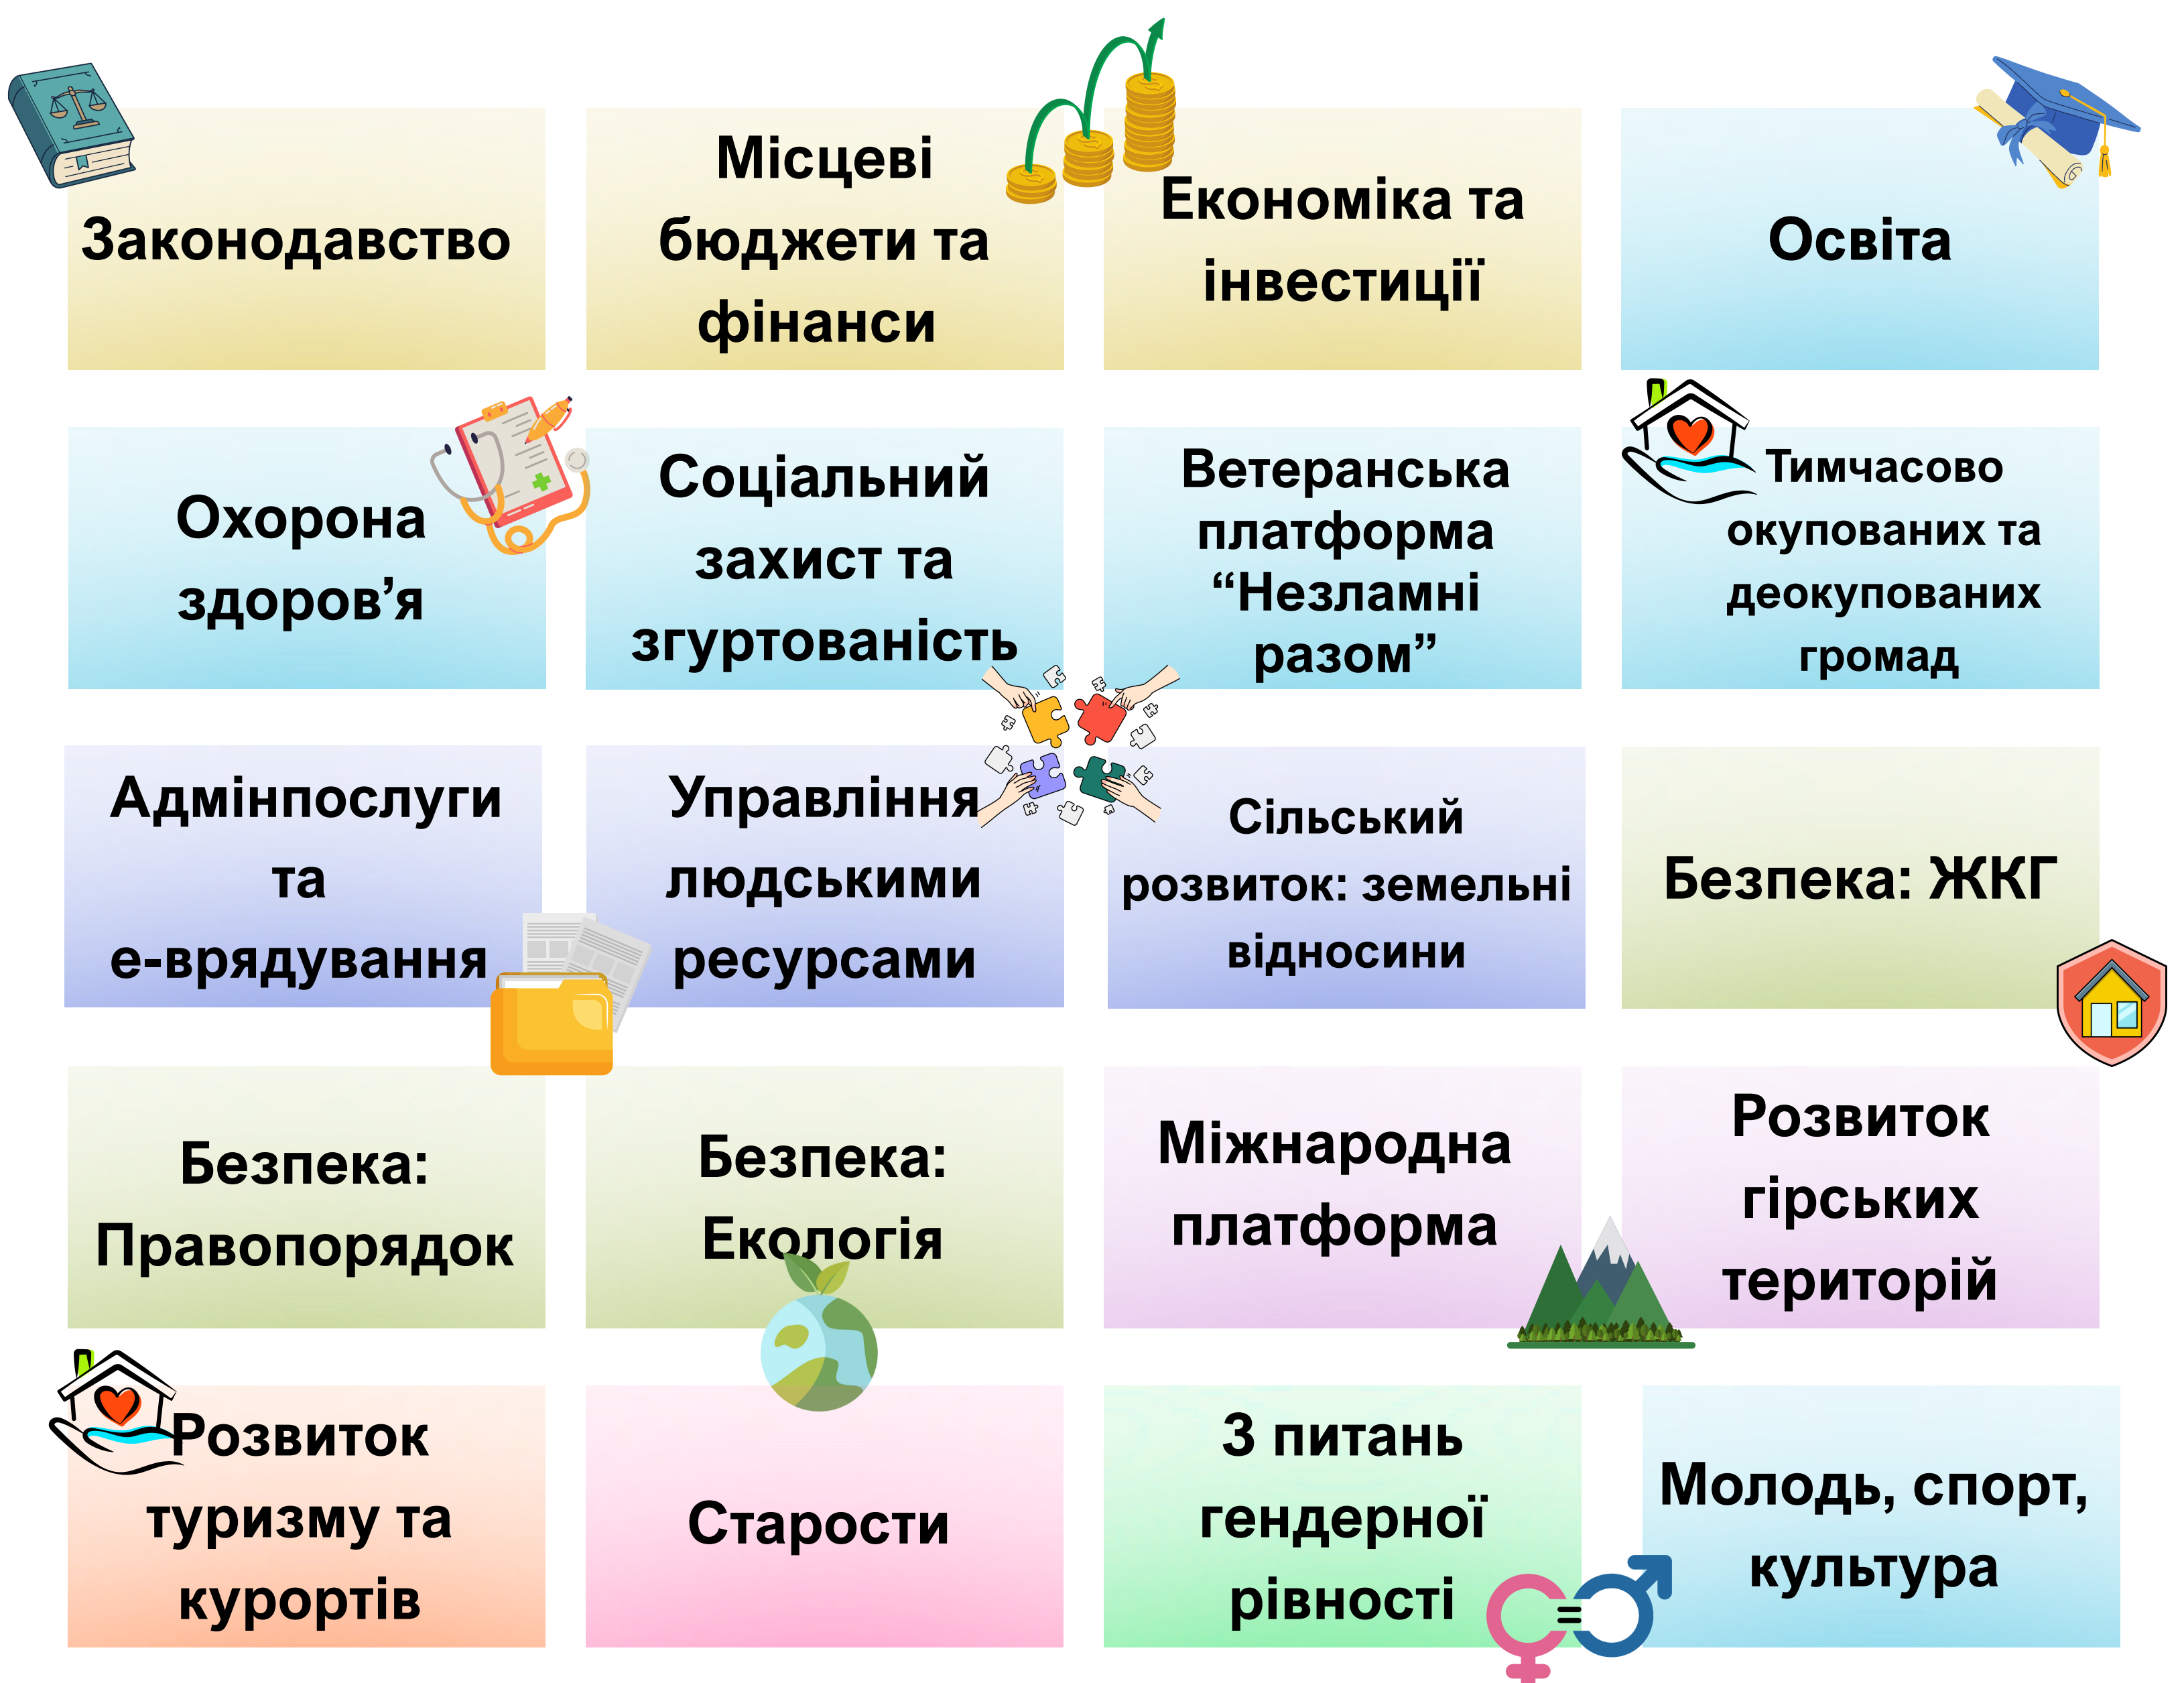 Законодавство
Місцеві
бюджети та
фінанси
Економіка та
інвестиції
Освіта
Охорона
здоров’я
Соціальний
захист та
згуртованість
Ветеранська
платформа
“Незламні
разом”
Тимчасово
окупованих та
деокупованих
громад
Адмінпослуги
та
е-врядування
Управління
людськими
ресурсами
Сільський
розвиток: земельні
відносини
Безпека: ЖКГ
Безпека:
Правопорядок
Безпека:
Екологія
Міжнародна
платформа
Розвиток
гірських
територій
Розвиток
туризму та
курортів
Старости
З питань
гендерної
рівності
Молодь, спорт,
культура